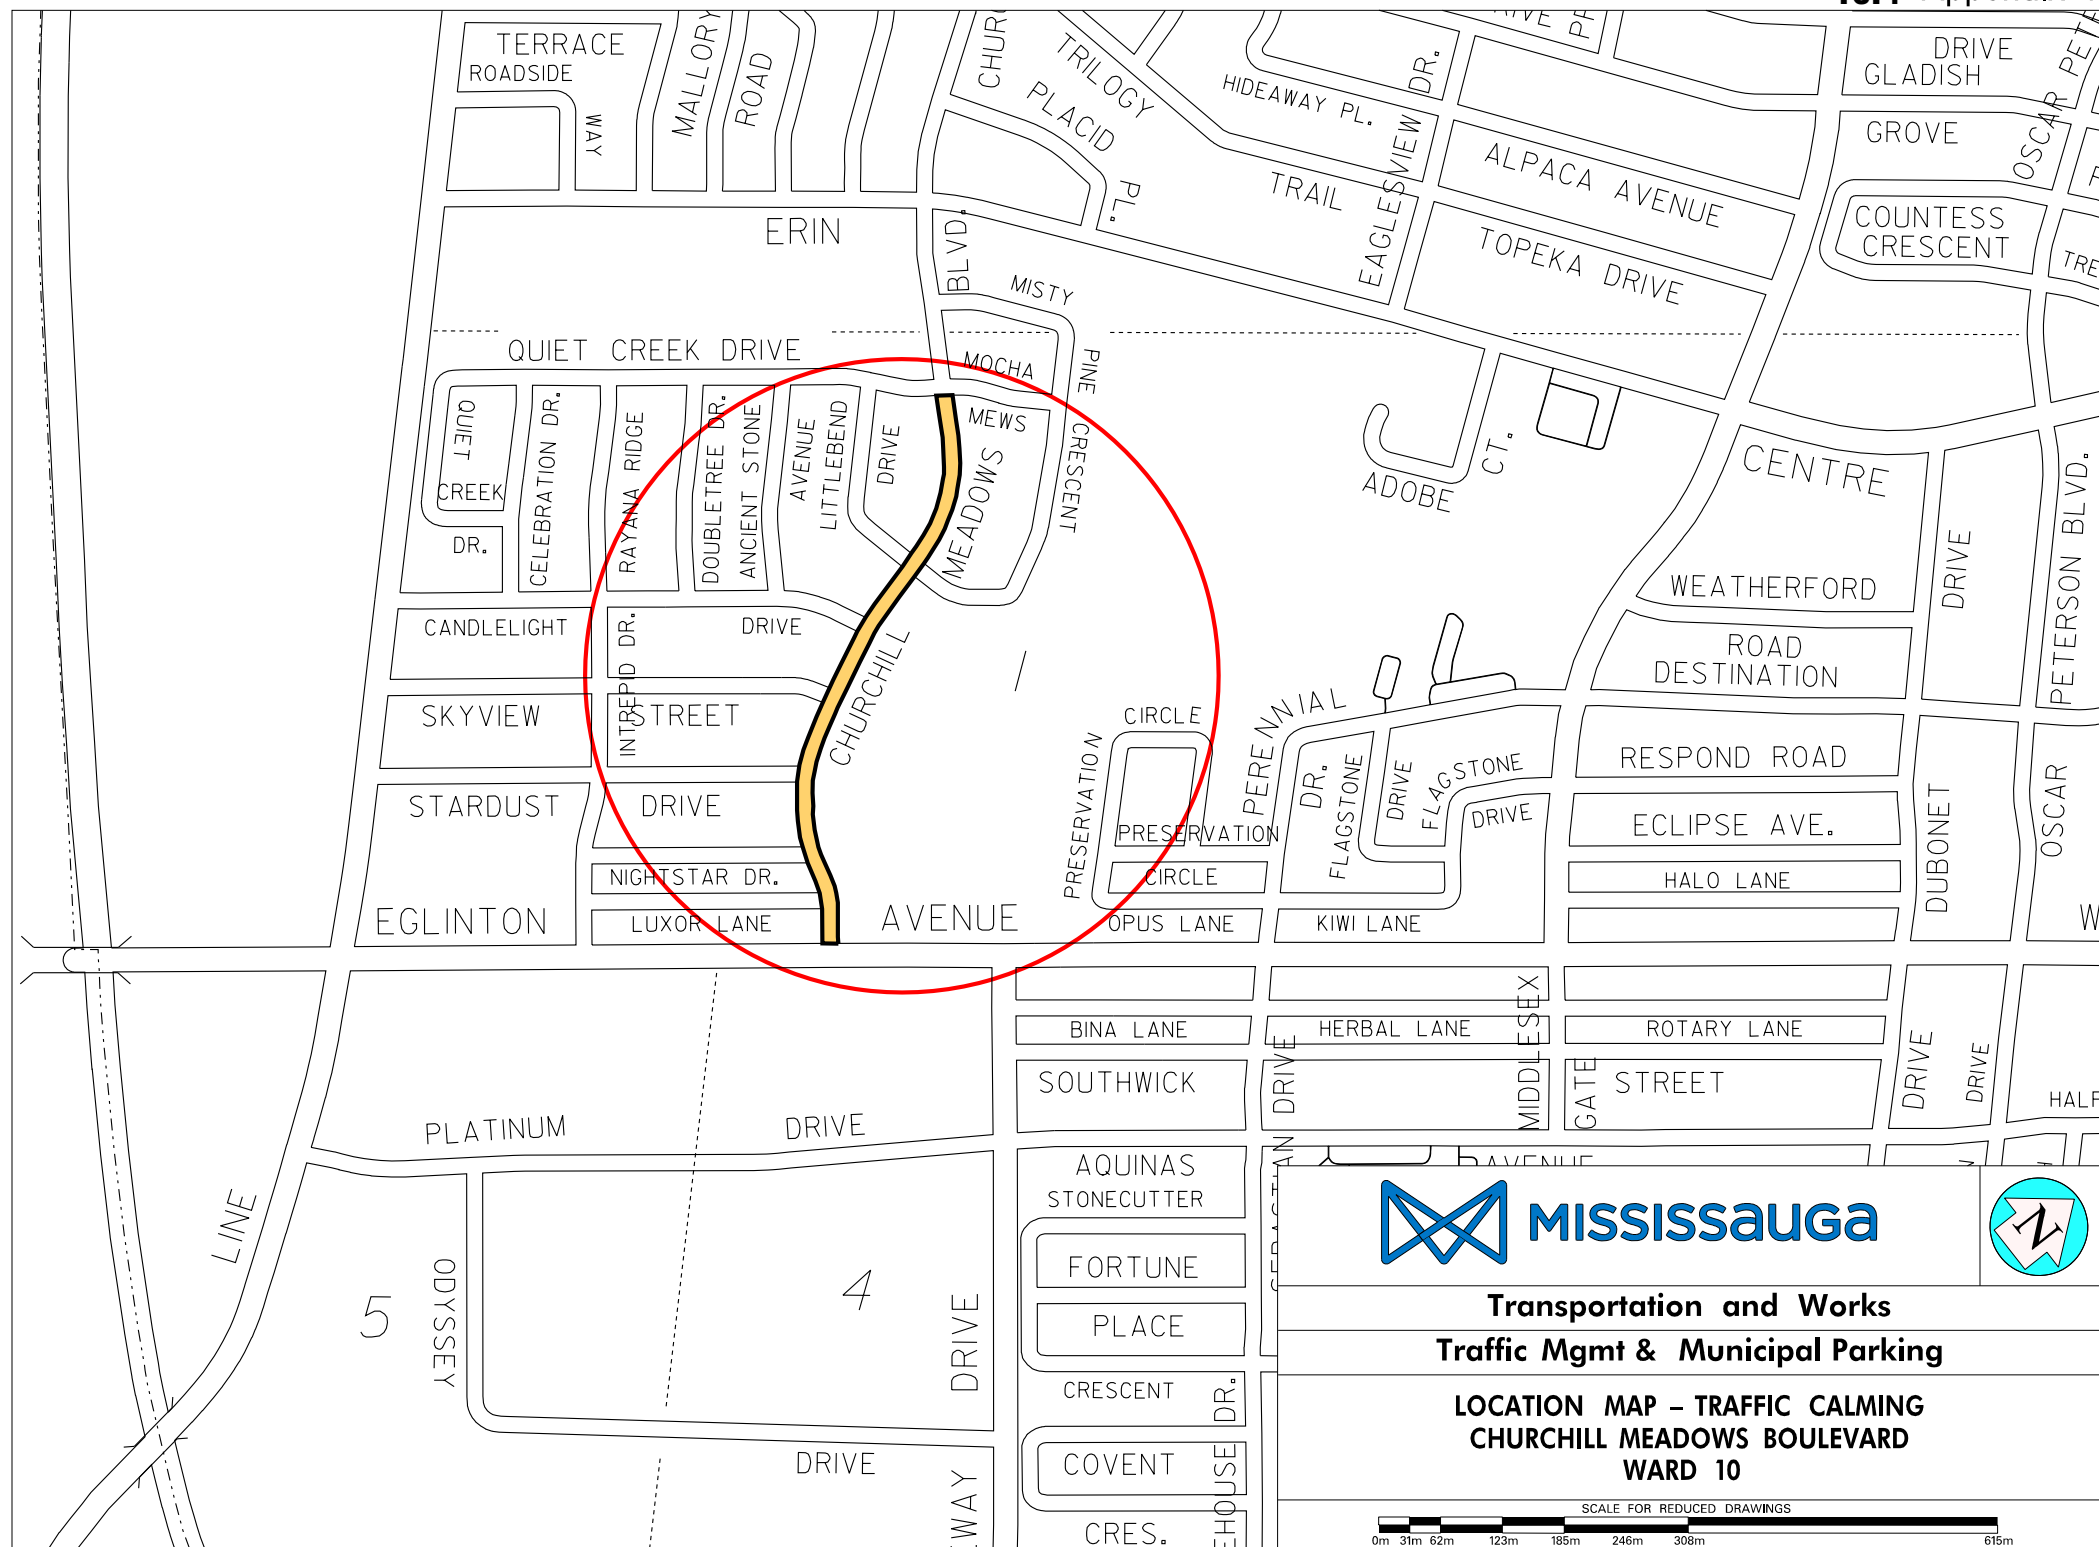 TERRACE
ROADSIDE
WAY
MALLORY
ROAD
TRILOGY
PLACID
PL.
HIDEAWAY PL.
DR.
EAGLESVIEW
TRAIL
ALPACA AVENUE
TOPEKA DRIVE
DRIVE
GLADISH
GROVE
OSCAR
COUNTESS
CRESCENT
ERIN
BLVD.
MISTY
QUIET CREEK DRIVE
MOCHA
PINE
MEWS
CRESCENT
QUIET
CREEK
DR.
CELEBRATION DR.
RAYANA RIDGE
DOUBLETREE DR.
ANCIENT STONE
AVENUE
LITTLEBEND
DRIVE
MEADOWS
ADOBE
CT.
CENTRE
DRIVE
PETERSON BLVD.
WEATHERFORD
ROAD
DESTINATION
CANDLELIGHT
INTREPID DR.
DRIVE
CHURCHILL
SKYVIEW
STREET
CIRCLE
PRESERVATION
PERENNIAL
DR.
FLAGSTONE
DRIVE
FLAGSTONE
DRIVE
RESPOND ROAD
STARDUST
DRIVE
PRESERVATION
ECLIPSE AVE.
DUBONET
OSCAR
NIGHTSTAR DR.
CIRCLE
HALO LANE
EGLINTON
LUXOR LANE
AVENUE
OPUS LANE
KIWI LANE
W
BINA LANE
HERBAL LANE
MIDDLESEX
ROTARY LANE
SOUTHWICK
DRIVE
GATE
STREET
DRIVE
DRIVE
PLATINUM
DRIVE
AQUINAS
AVENUE
STONECUTTER
LINE
ODYSSEY
5
4
DRIVE
FORTUNE
PLACE
CRESCENT
DR.
DRIVE
COVENT
CRES.
MISSISSAUGA
N
Transportation and Works
Traffic Mgmt & Municipal Parking
LOCATION MAP – TRAFFIC CALMING
CHURCHILL MEADOWS BOULEVARD
WARD 10
SCALE FOR REDUCED DRAWINGS
0m 31m 62m 123m 185m 246m 308m 615m